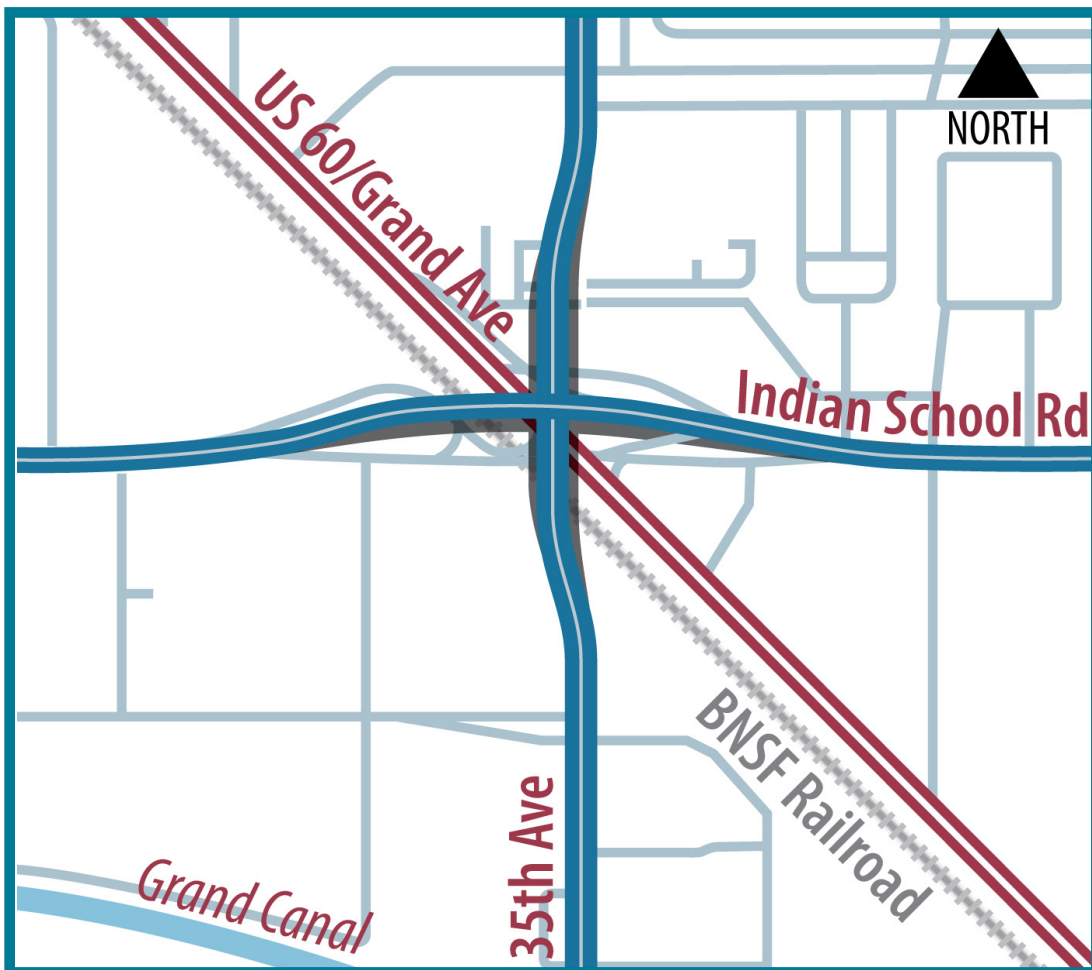 NORTH
US 60/Grand Ave
Indian School Rd
BNSF Railroad
35th Ave
Grand Canal